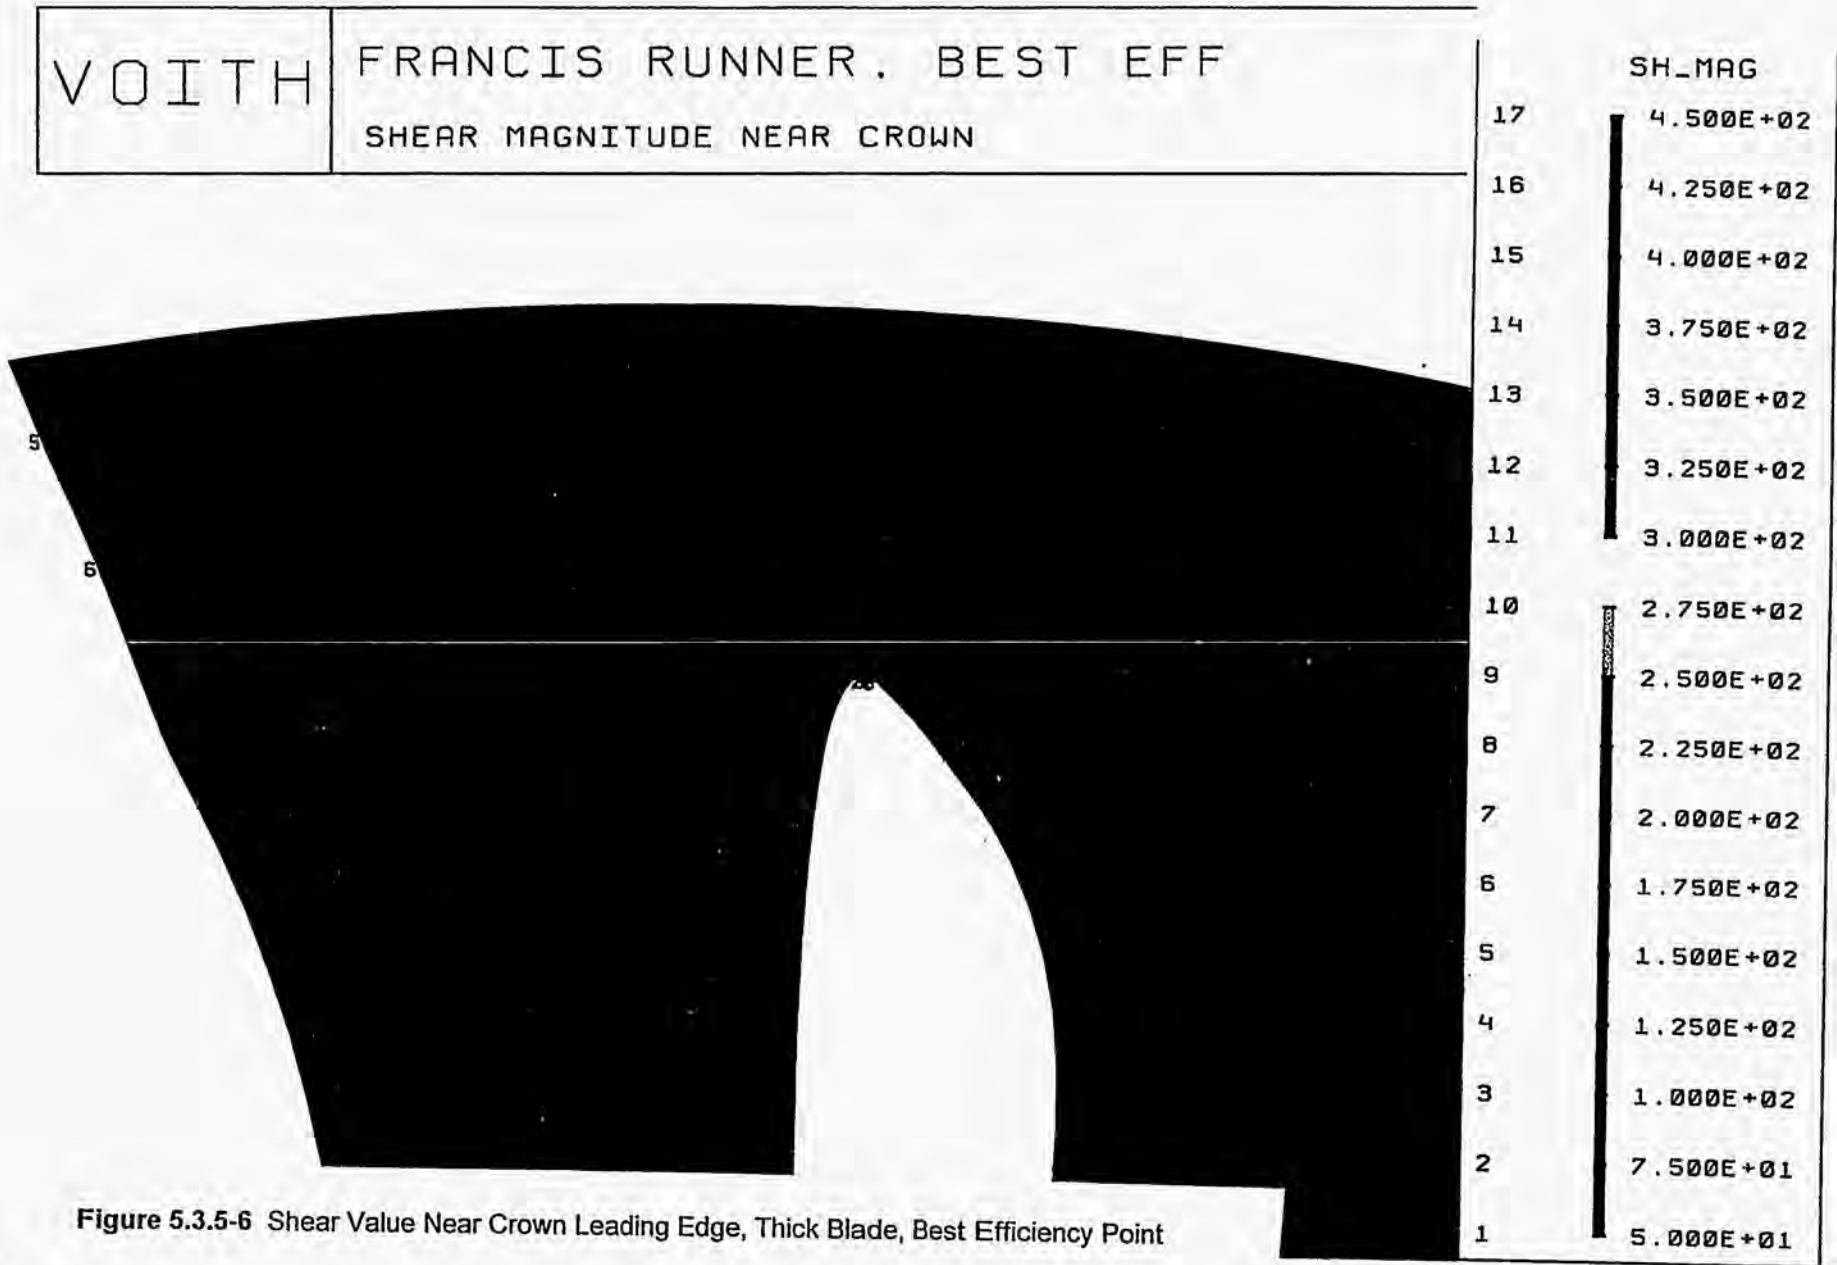 VOITH
FRANCIS RUNNER. BEST EFF
SHEAR MAGNITUDE NEAR CROWN
SH_MAG
17 4.500E+02
16 4.250E+02
15 4.000E+02
14 3.750E+02
13 3.500E+02
12 3.250E+02
11 3.000E+02
10 2.750E+02
9 2.500E+02
8 2.250E+02
7 2.000E+02
6 1.750E+02
5 1.500E+02
4 1.250E+02
3 1.000E+02
2 7.500E+01
1 5.000E+01
5
6
Figure 5.3.5-6 Shear Value Near Crown Leading Edge, Thick Blade, Best Efficiency Point